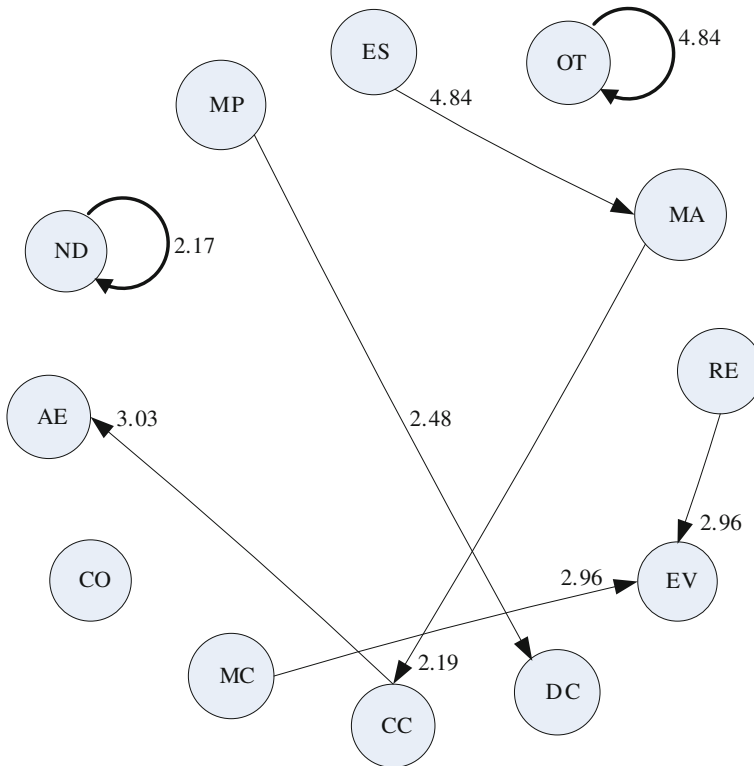 ES
OT
4.84
MP
4.84
MA
ND
2.17
RE
AE
3.03
2.48
2.96
CO
2.96
EV
MC
2.19
DC
CC